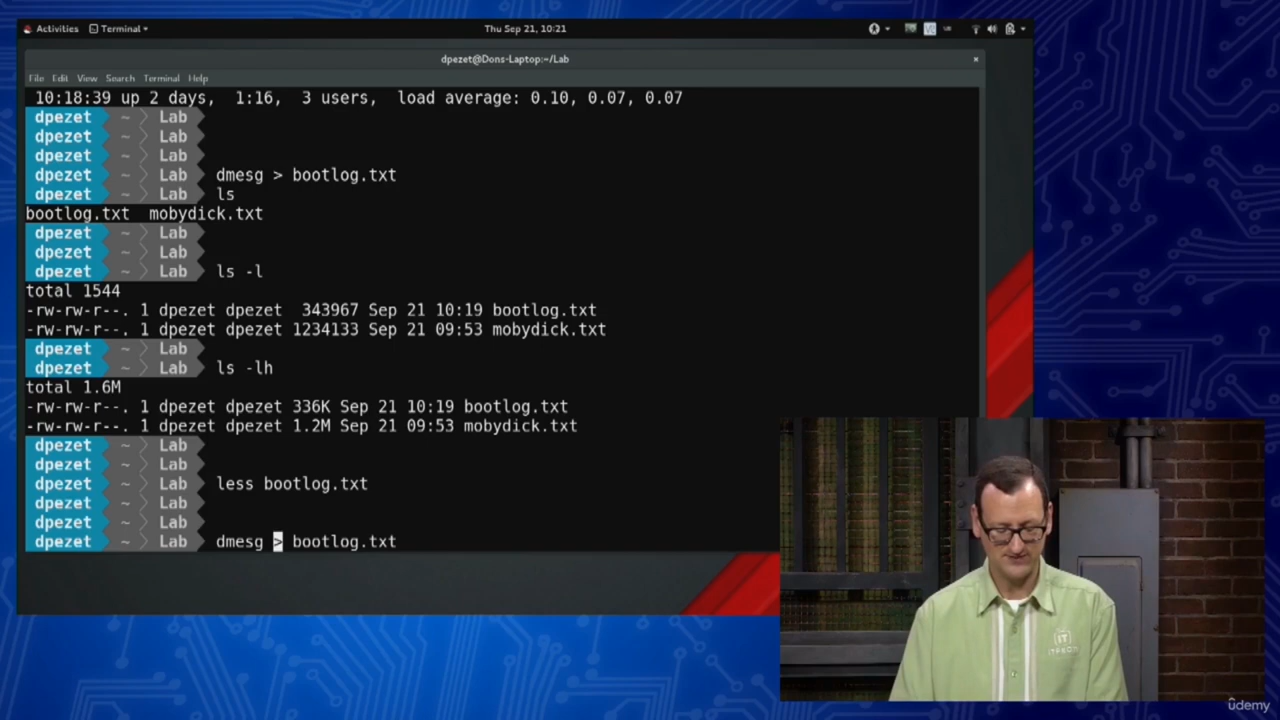 Activities Terminal Thu Sep 21, 10:21
dpezet@Dons-Laptop:~/Lab ×
File Edit View Search Terminal Help
10:18:39 up 2 days,  1:16,  3 users,  load average: 0.10, 0.07, 0.07
dpezet ~ Lab
dpezet ~ Lab
dpezet ~ Lab
dpezet ~ Lab dmesg > bootlog.txt
dpezet ~ Lab ls
bootlog.txt  mobydick.txt
dpezet ~ Lab
dpezet ~ Lab
dpezet ~ Lab ls -l
total 1544
-rw-rw-r--. 1 dpezet dpezet  343967 Sep 21 10:19 bootlog.txt
-rw-rw-r--. 1 dpezet dpezet 1234133 Sep 21 09:53 mobydick.txt
dpezet ~ Lab
dpezet ~ Lab ls -lh
total 1.6M
-rw-rw-r--. 1 dpezet dpezet 336K Sep 21 10:19 bootlog.txt
-rw-rw-r--. 1 dpezet dpezet 1.2M Sep 21 09:53 mobydick.txt
dpezet ~ Lab
dpezet ~ Lab
dpezet ~ Lab less bootlog.txt
dpezet ~ Lab
dpezet ~ Lab
dpezet ~ Lab dmesg > bootlog.txt
IT
udemy